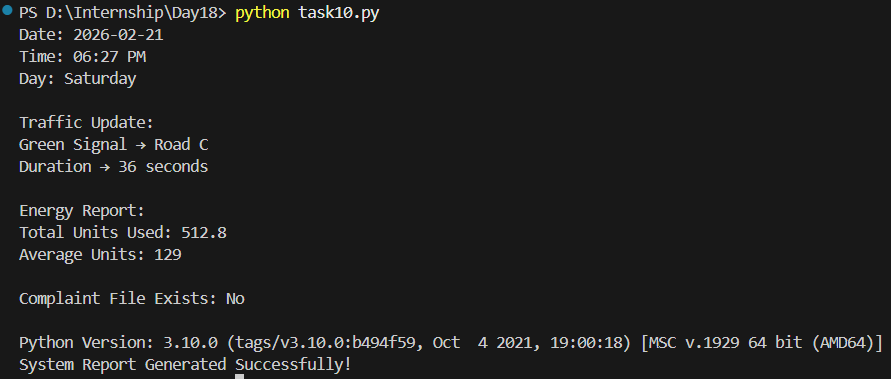 PS D:\Internship\Day18> python task10.py
Date: 2026-02-21
Time: 06:27 PM
Day: Saturday
Traffic Update:
Green Signal → Road C
Duration → 36 seconds
Energy Report:
Total Units Used: 512.8
Average Units: 129
Complaint File Exists: No
Python Version: 3.10.0 (tags/v3.10.0:b494f59, Oct  4 2021, 19:00:18) [MSC v.1929 64 bit (AMD64)]
System Report Generated Successfully!